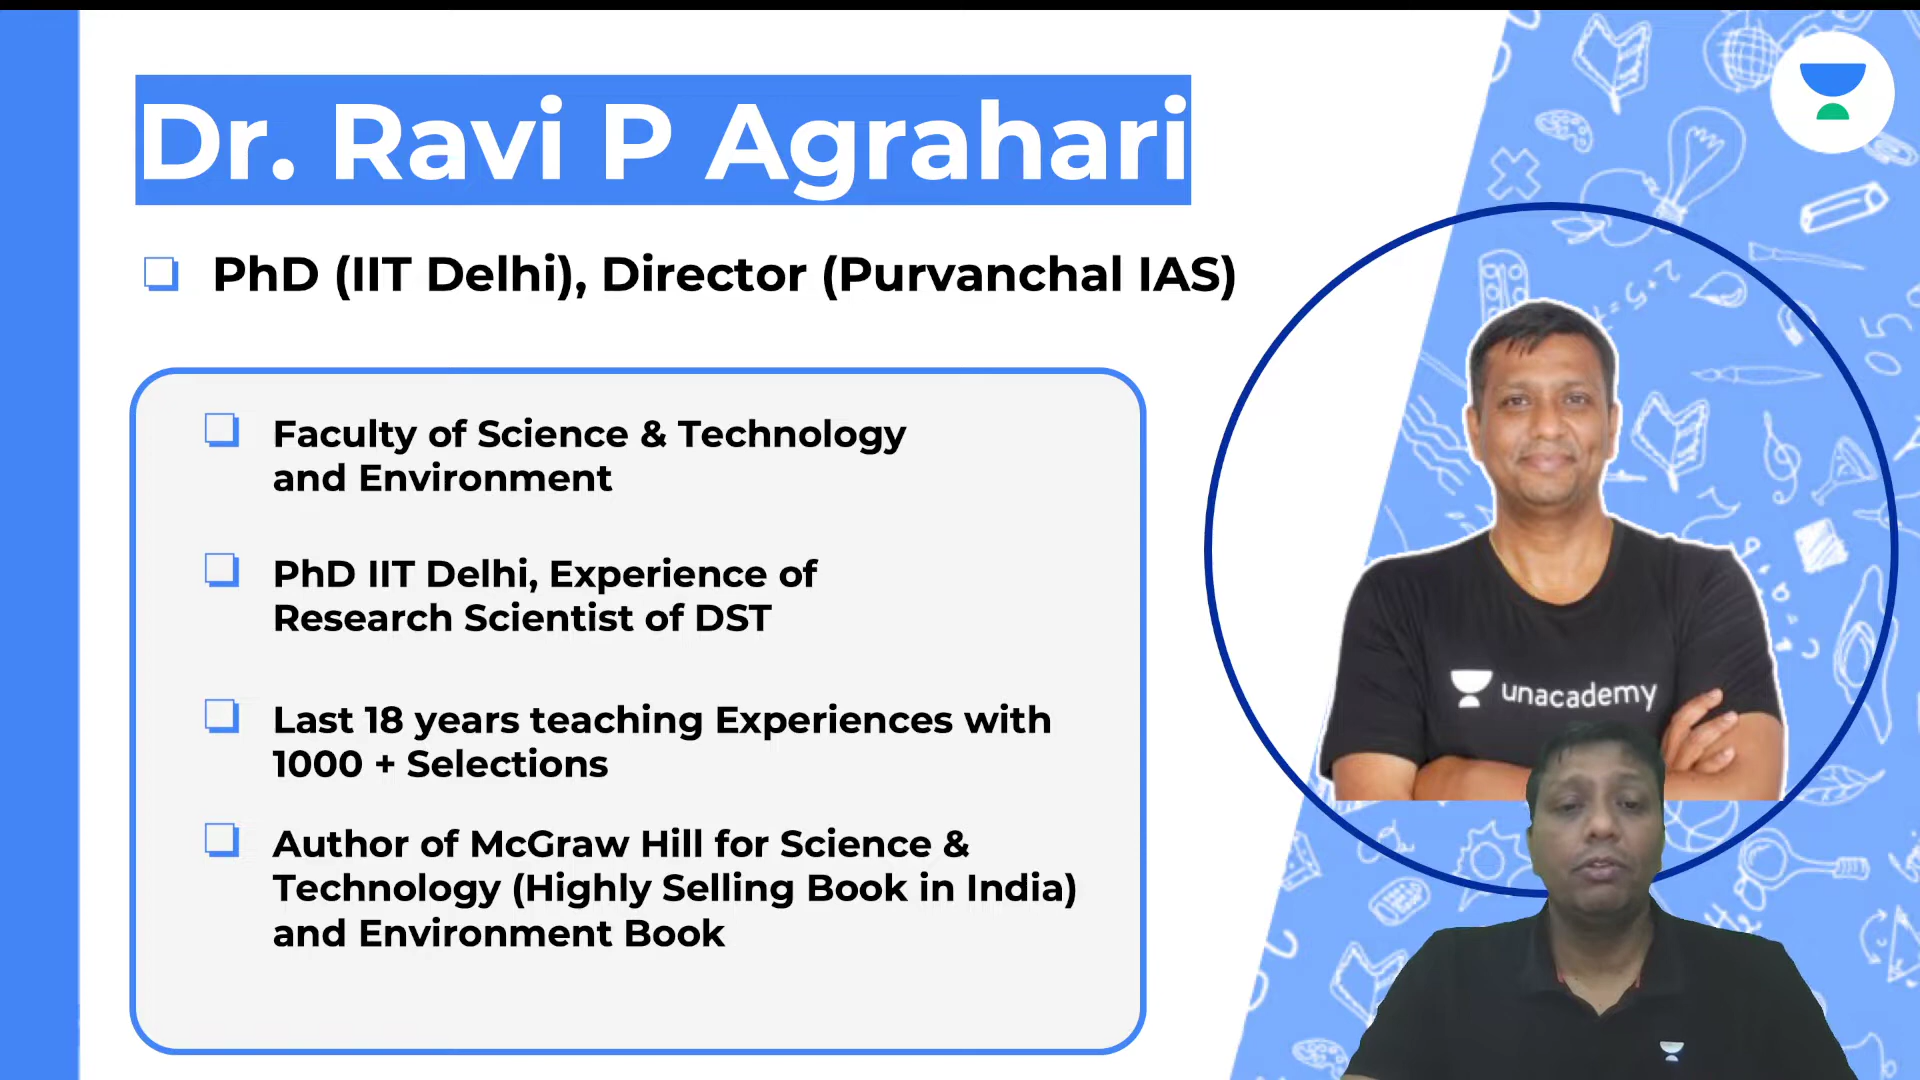 Dr. Ravi P Agrahari
PhD (IIT Delhi), Director (Purvanchal IAS)
Faculty of Science & Technology
and Environment
PhD IIT Delhi, Experience of
Research Scientist of DST
Last 18 years teaching Experiences with
1000 + Selections
Author of McGraw Hill for Science &
Technology (Highly Selling Book in India)
and Environment Book
unacademy